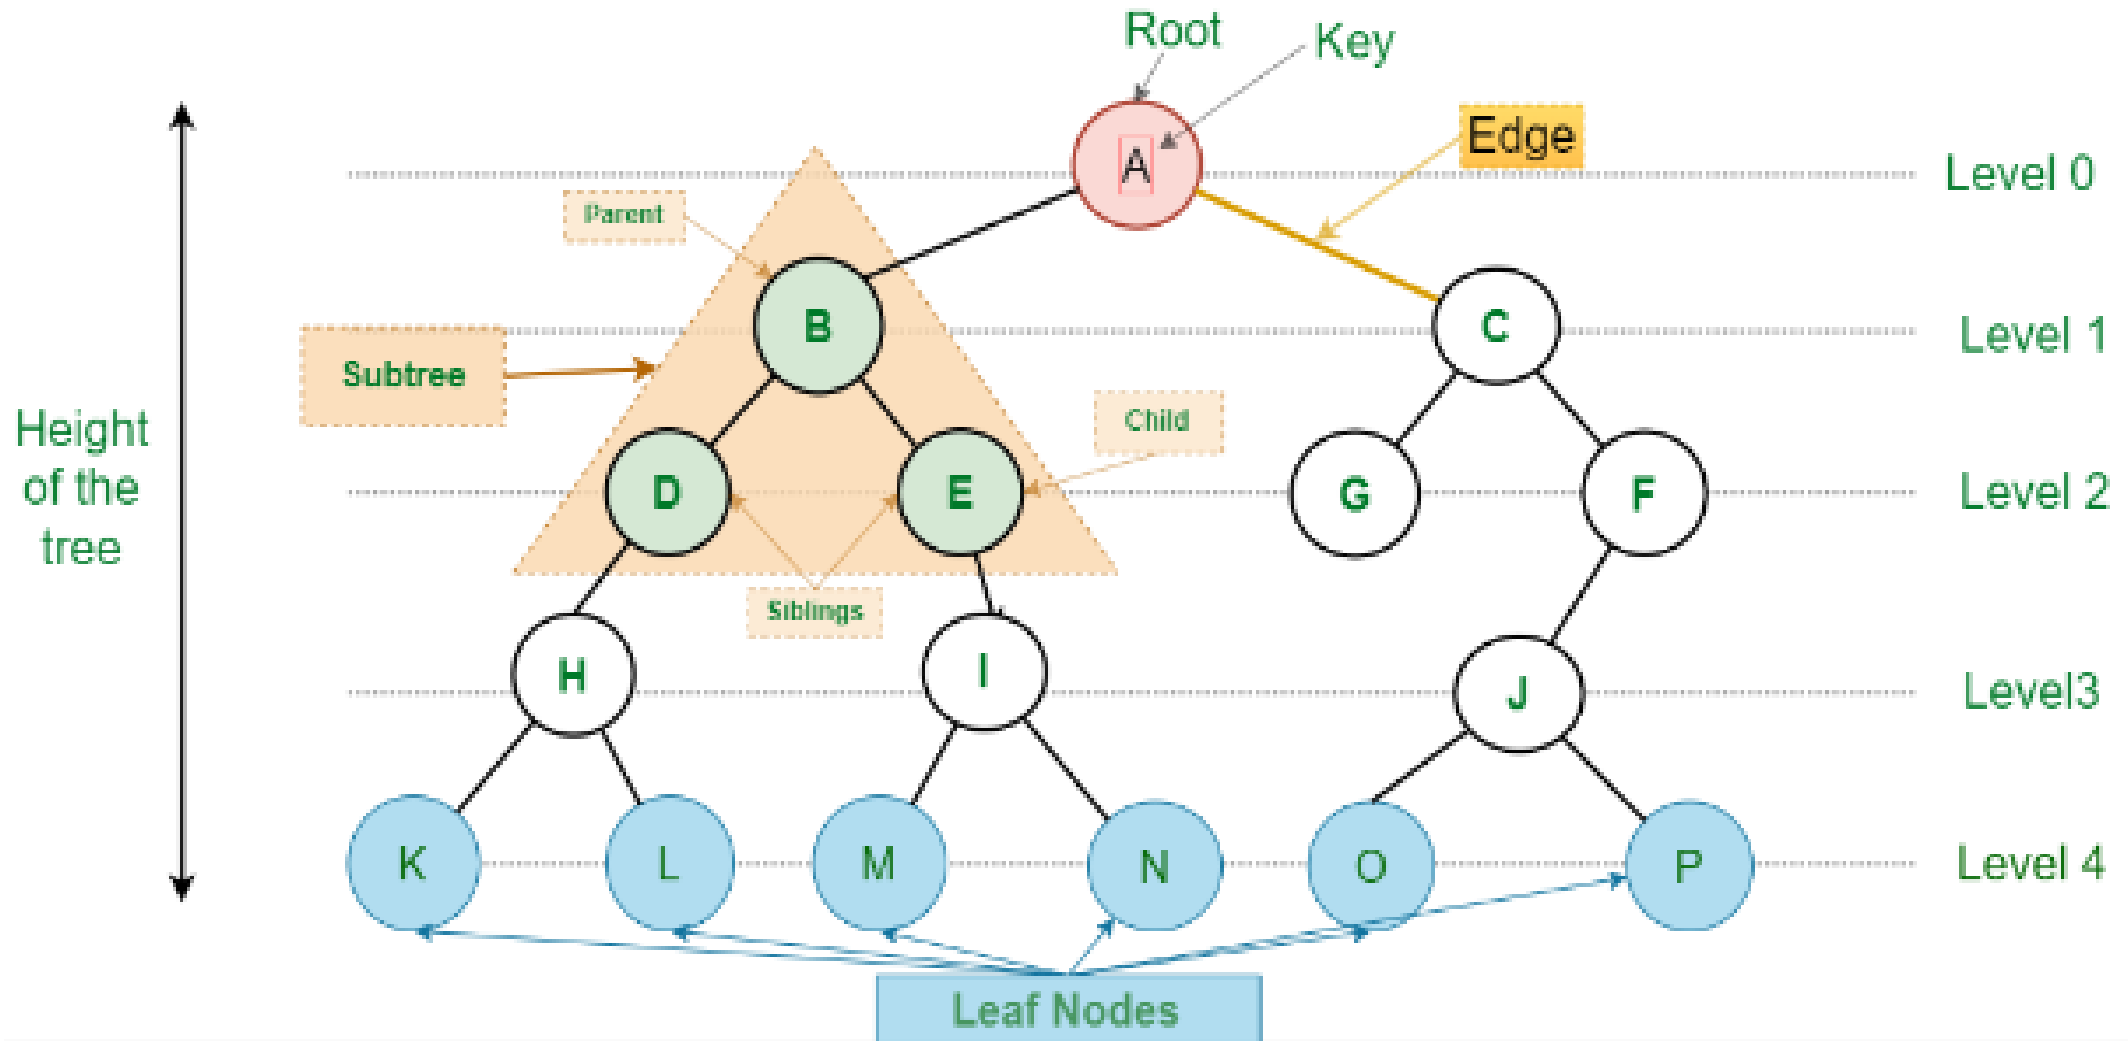 Root
Key
Edge
A
Level 0
Parent
B
C
Level 1
Subtree
Child
Height
of the
tree
D
E
G
F
Level 2
Siblings
H
I
J
Level3
K
L
M
N
O
P
Level 4
Leaf Nodes